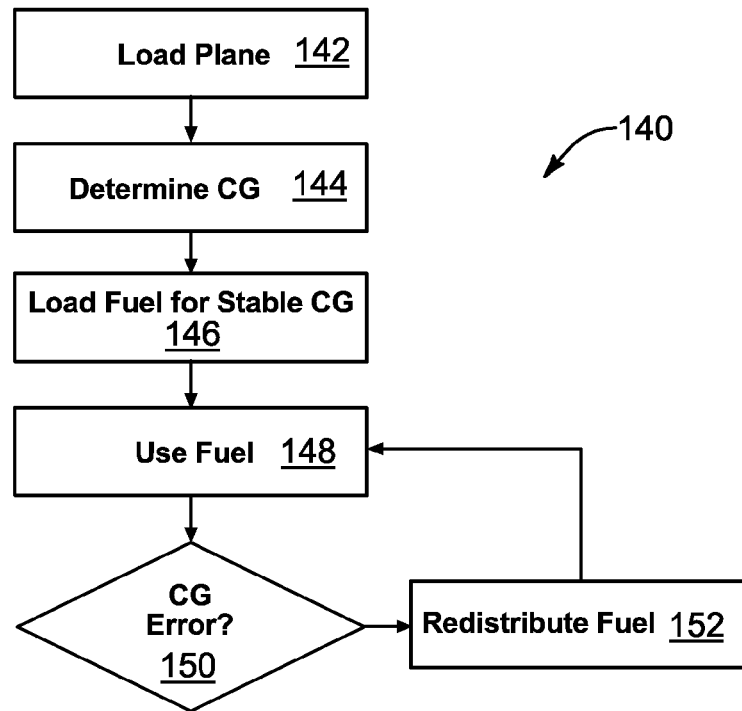 Load Plane 142
140
Determine CG 144
Load Fuel for Stable CG
146
Use Fuel 148
CG
Error?
150
Redistribute Fuel 152